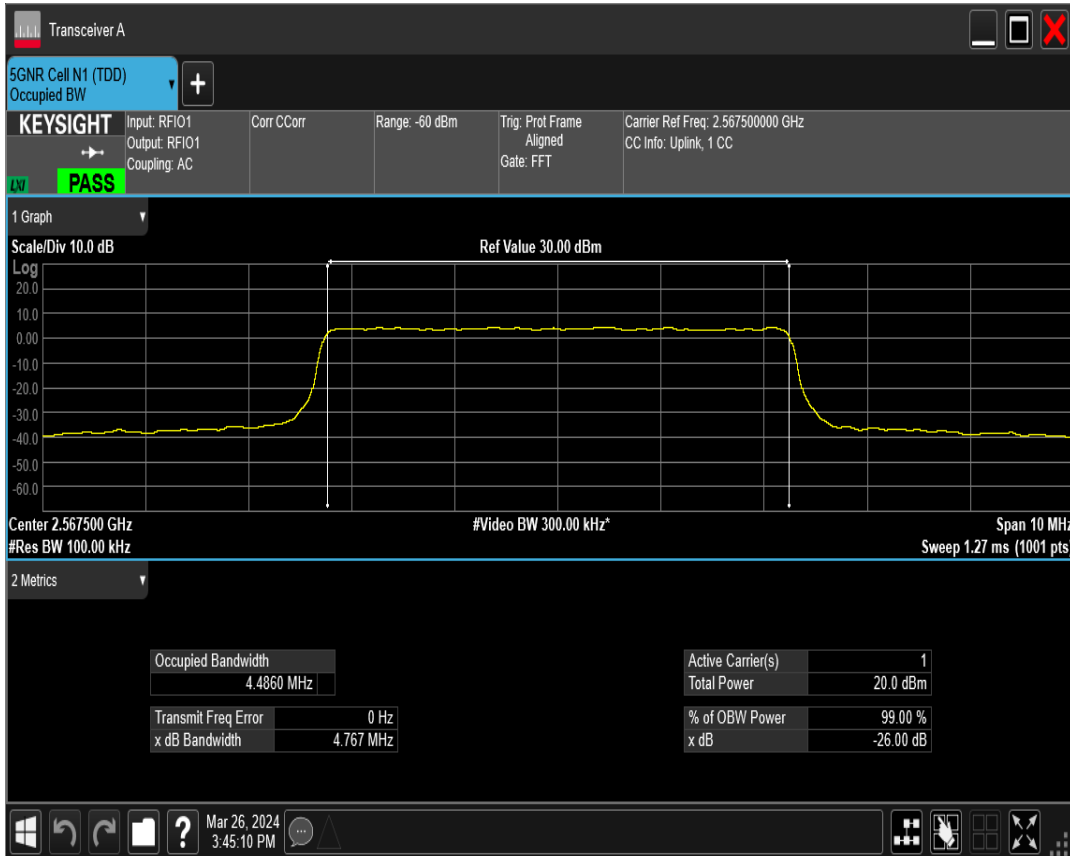 Transceiver A
5GNR Cell N1 (TDD)
Occupied BW
+
KEYSIGHT
LXI
PASS
Input: RFIO1
Output: RFIO1
Coupling: AC
Corr CCorr
Range: -60 dBm
Trig: Prot Frame
Aligned
Gate: FFT
Carrier Ref Freq: 2.567500000 GHz
CC Info: Uplink, 1 CC
1 Graph
Scale/Div 10.0 dB
Ref Value 30.00 dBm
Log
20.0
10.0
0.00
-10.0
-20.0
-30.0
-40.0
-50.0
-60.0
Center 2.567500 GHz
#Video BW 300.00 kHz*
Span 10 MHz
#Res BW 100.00 kHz
Sweep 1.27 ms (1001 pts)
2 Metrics
Occupied Bandwidth
4.4860 MHz
Transmit Freq Error 0 Hz
x dB Bandwidth 4.767 MHz
Active Carrier(s) 1
Total Power 20.0 dBm
% of OBW Power 99.00 %
x dB -26.00 dB
?
Mar 26, 2024
3:45:10 PM